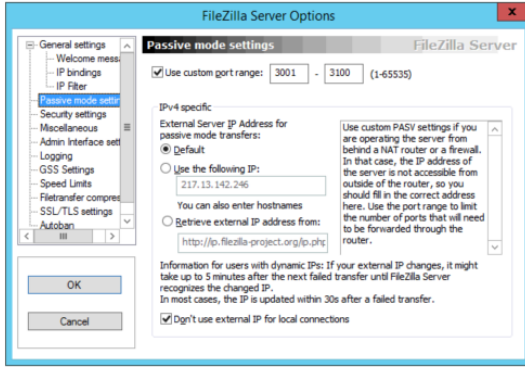 FileZilla Server Options
x
General settings
Welcome mess
IP bindings
IP Filter
Passive mode settin
Security settings
Miscellaneous
Admin Interface sett
Logging
GSS Settings
Speed Limits
Filetransfer compres
SSL/TLS settings
Autoban
OK
Cancel
Passive mode settings
FileZilla Server
Use custom port range: 3001 - 3100 (1-65535)
IPv4 specific
External Server IP Address for
passive mode transfers:
Default
Use the following IP:
217.13.142.246
You can also enter hostnames
Retrieve external IP address from:
http://ip.filezilla-project.org/ip.php
Use custom PASV settings if you
are operating the server from
behind a NAT router or a firewall.
In that case, the IP address of
the server is not accessible from
outside of the router, so you
should fill in the correct address
here. Use the port range to limit
the number of ports that will need
to be forwarded through the
router.
Information for users with dynamic IPs: If your external IP changes, it might
take up to 5 minutes after the next failed transfer until FileZilla Server
recognizes the changed IP.
In most cases, the IP is updated within 30s after a failed transfer.
Don't use external IP for local connections